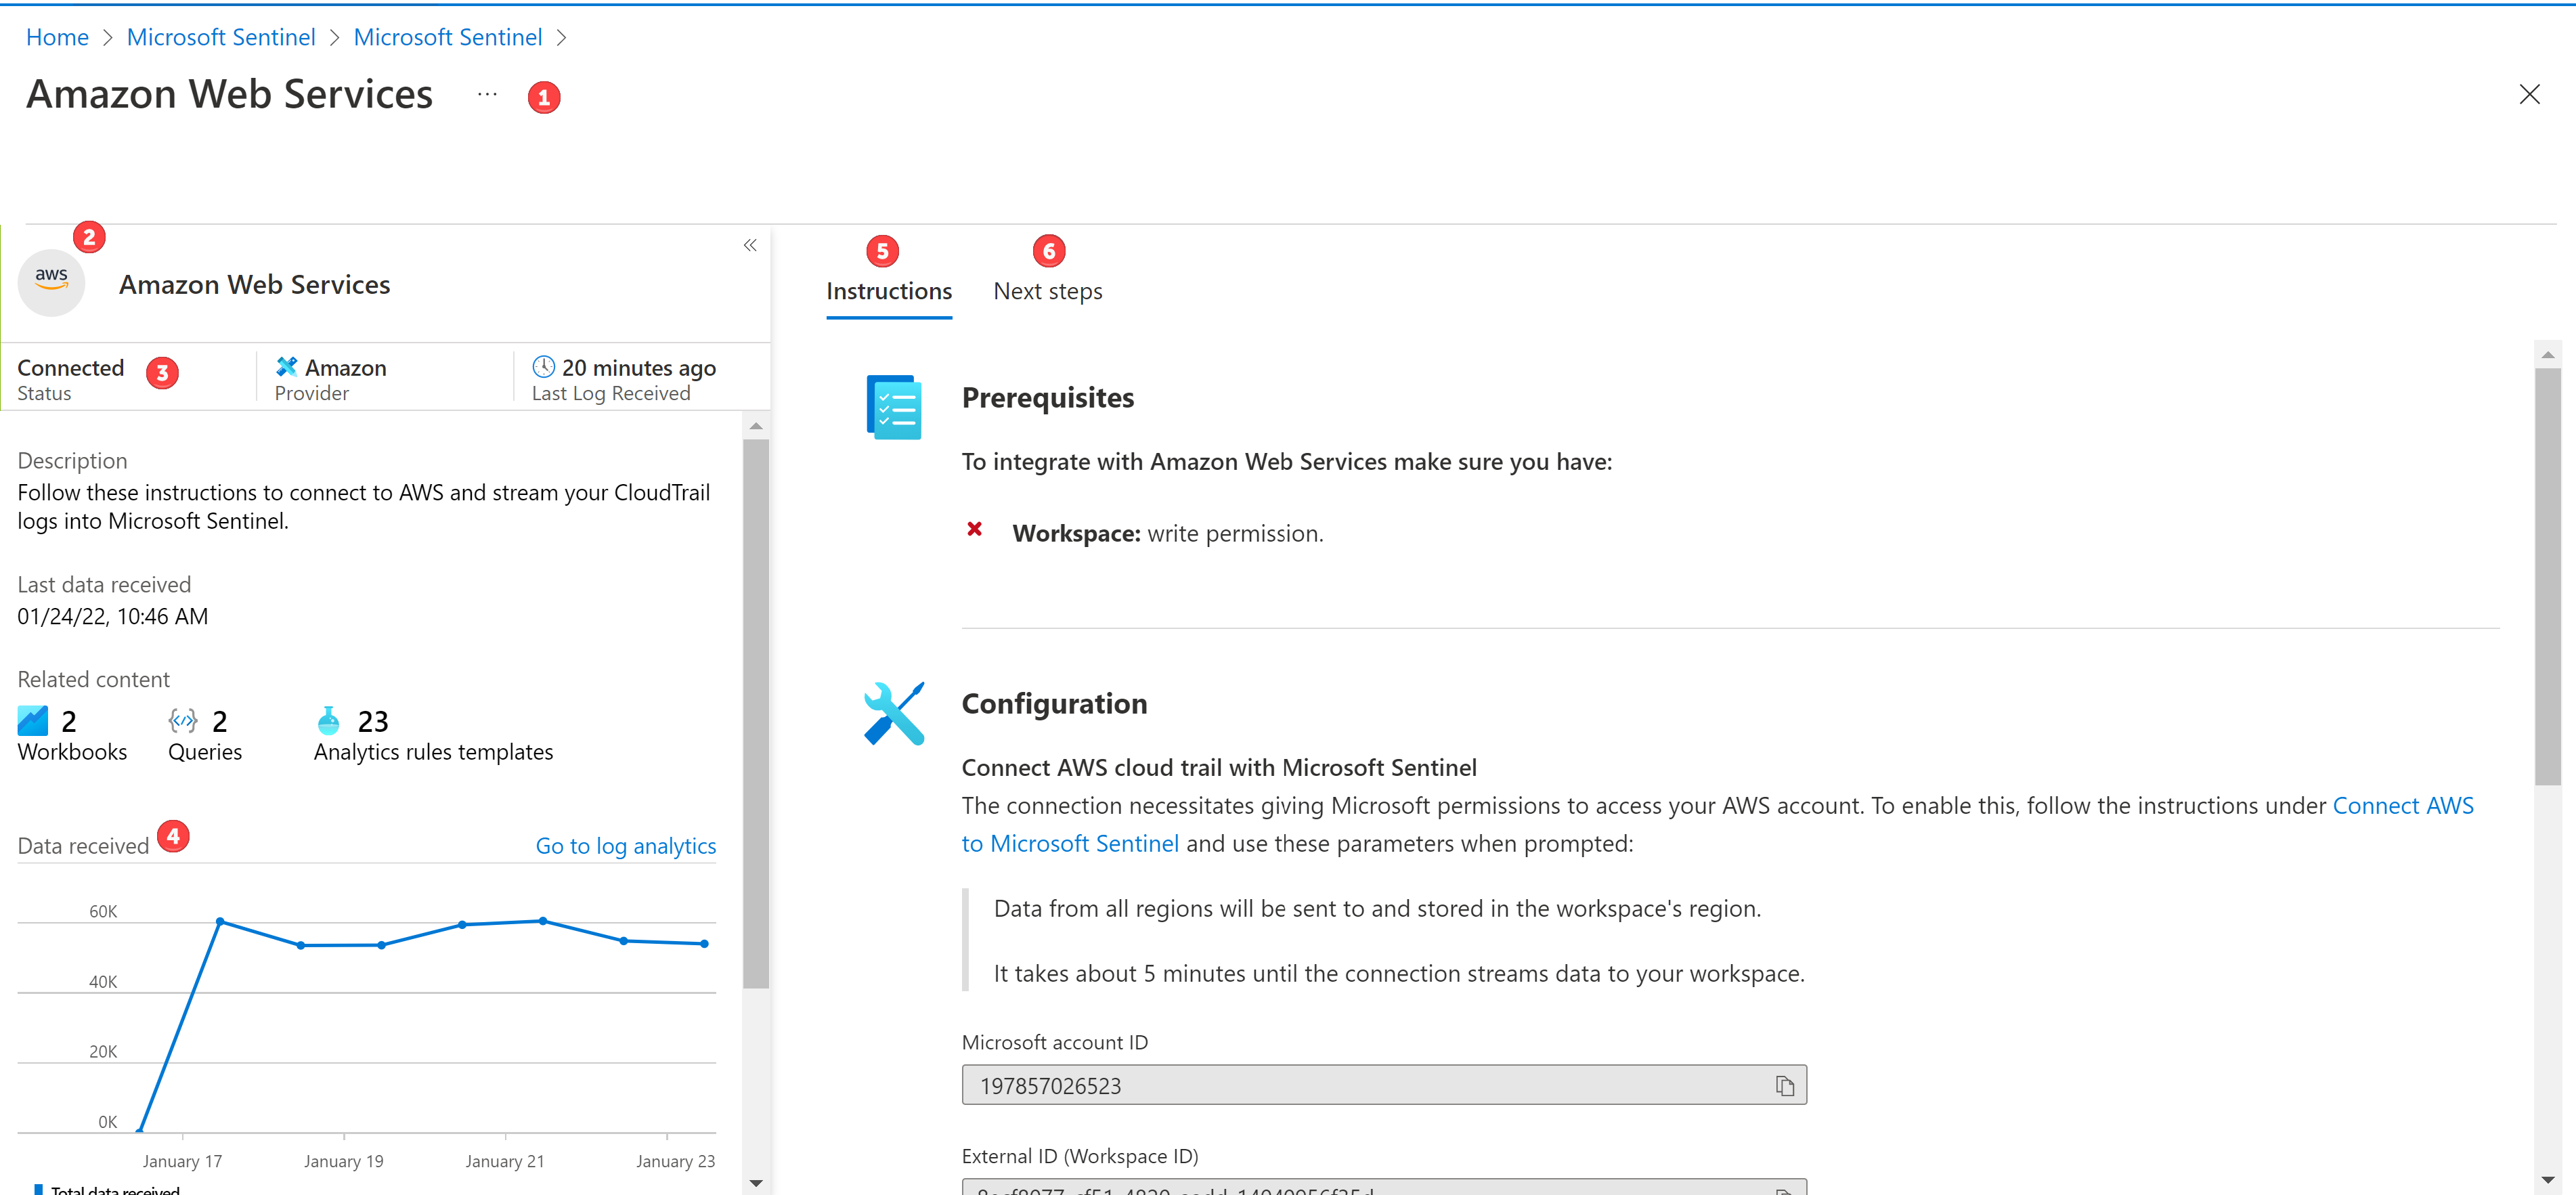 Home > Microsoft Sentinel > Microsoft Sentinel >
Amazon Web Services ... 1
2
aws
Amazon Web Services
Connected 3
Status
Amazon
Provider
20 minutes ago
Last Log Received
Description
Follow these instructions to connect to AWS and stream your CloudTrail
logs into Microsoft Sentinel.
Last data received
01/24/22, 10:46 AM
Related content
2
Workbooks
2
Queries
23
Analytics rules templates
Data received 4 Go to log analytics
60K
40K
20K
0K
January 17 January 19 January 21 January 23
Total data received
5 6
Instructions Next steps
Prerequisites
To integrate with Amazon Web Services make sure you have:
Workspace: write permission.
Configuration
Connect AWS cloud trail with Microsoft Sentinel
The connection necessitates giving Microsoft permissions to access your AWS account. To enable this, follow the instructions under Connect AWS
to Microsoft Sentinel and use these parameters when prompted:
Data from all regions will be sent to and stored in the workspace's region.
It takes about 5 minutes until the connection streams data to your workspace.
Microsoft account ID
197857026523
External ID (Workspace ID)